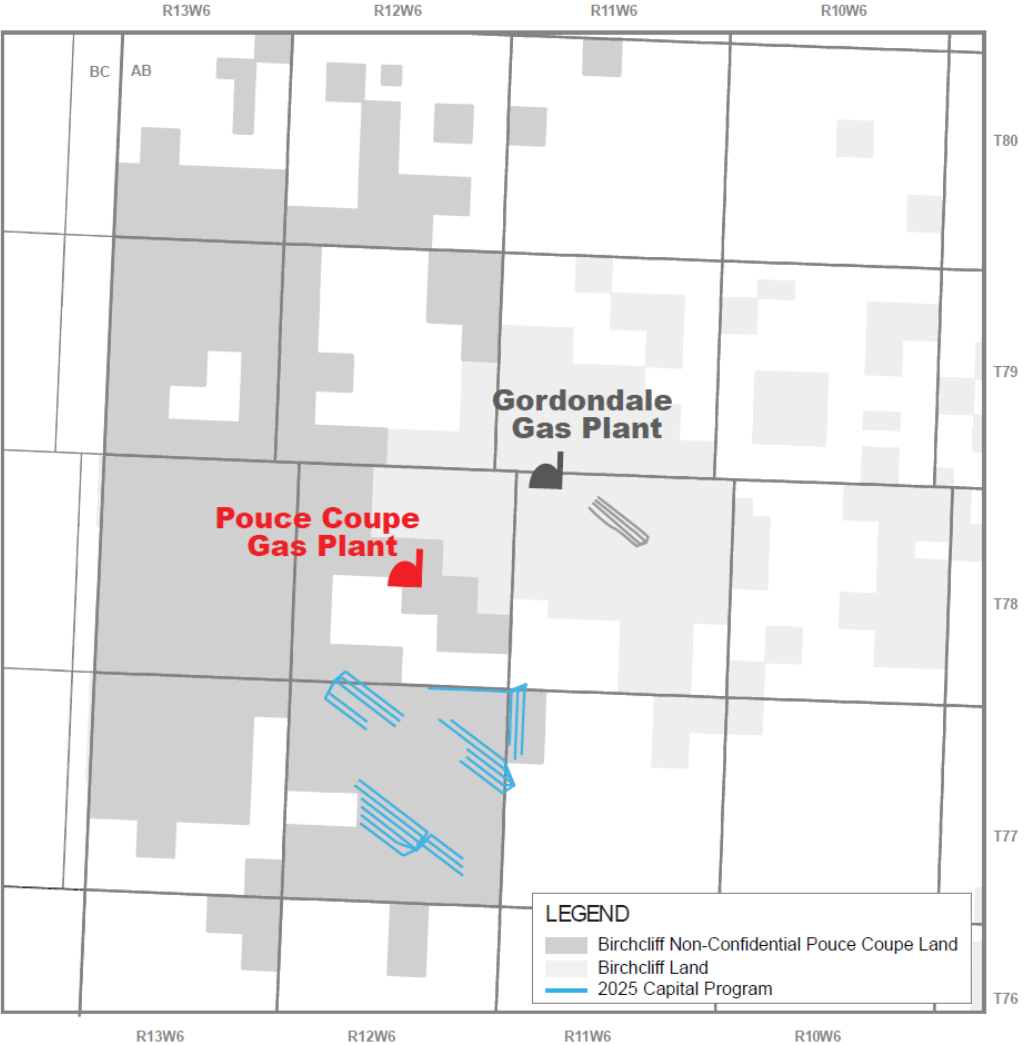 R13W6 R12W6 R11W6 R10W6
BC AB
T80
T79
Gordondale
Gas Plant
Pouce Coupe
Gas Plant
T78
T77
LEGEND
Birchcliff Non-Confidential Pouce Coupe Land
Birchcliff Land
2025 Capital Program
T76
R13W6 R12W6 R11W6 R10W6